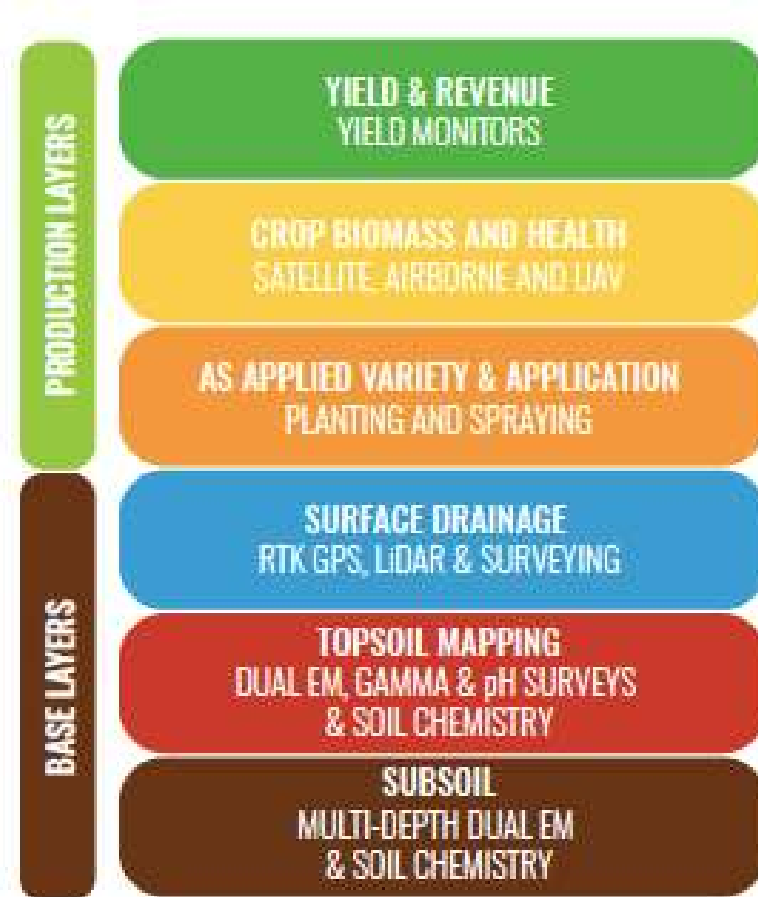 PRODUCTION LAYERS
YIELD & REVENUE
YIELD MONITORS
CROP BIOMASS AND HEALTH
SATELLITE, AIRBORNE AND UAV
AS APPLIED VARIETY & APPLICATION
PLANTING AND SPRAYING
BASE LAYERS
SURFACE DRAINAGE
RTK GPS, LiDAR & SURVEYING
TOPSOIL MAPPING
DUAL EM, GAMMA & pH SURVEYS
& SOIL CHEMISTRY
SUBSOIL
MULTI-DEPTH DUAL EM
& SOIL CHEMISTRY